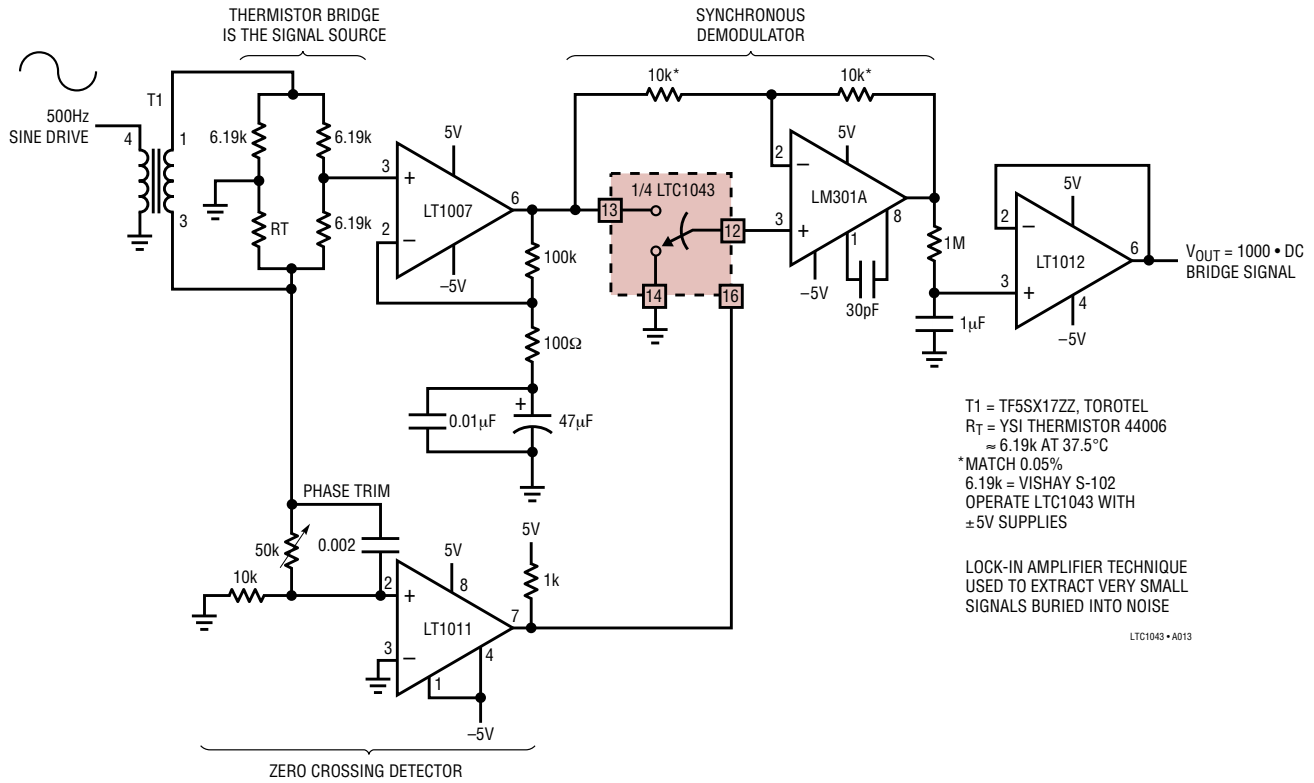 THERMISTOR BRIDGE
IS THE SIGNAL SOURCE
SYNCHRONOUS
DEMODULATOR
500Hz
SINE DRIVE
T1
4
1
3
6.19k
6.19k
RT
6.19k
3
+
2
−
5V
LT1007
−5V
6
100k
100Ω
0.01µF
+
47µF
10k*
10k*
1/4 LTC1043
13
12
14
16
5V
2
−
LM301A
3
+
8
1
−5V
30pF
1M
1µF
5V
2
−
LT1012
6
3
+
4
−5V
VOUT = 1000 • DC
BRIDGE SIGNAL
PHASE TRIM
50k
0.002
10k
5V
2
+
8
LT1011
7
3
−
4
1
−5V
5V
1k
ZERO CROSSING DETECTOR
T1 = TF5SX17ZZ, TOROTEL
RT = YSI THERMISTOR 44006
≈ 6.19k AT 37.5°C
*MATCH 0.05%
6.19k = VISHAY S-102
OPERATE LTC1043 WITH
±5V SUPPLIES
LOCK-IN AMPLIFIER TECHNIQUE
USED TO EXTRACT VERY SMALL
SIGNALS BURIED INTO NOISE
LTC1043 • A013